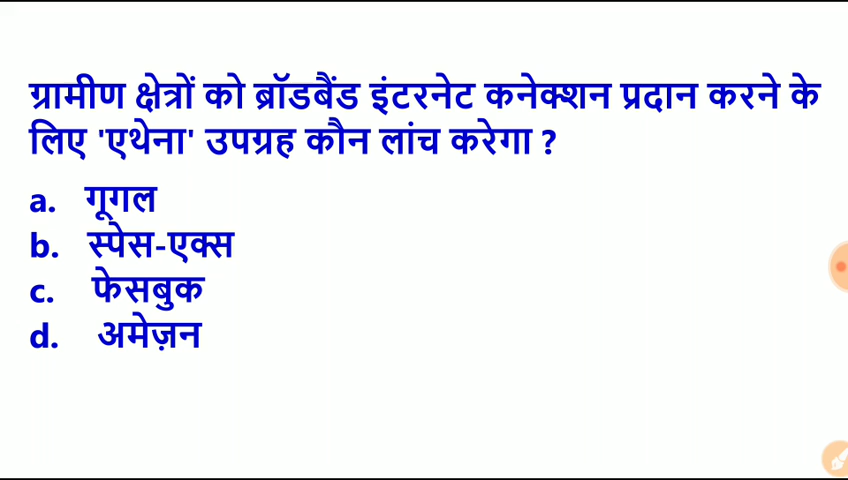 ग्रामीण क्षेत्रों को ब्रॉडबैंड इंटरनेट कनेक्शन प्रदान करने के
लिए 'एथेना' उपग्रह कौन लांच करेगा ?
a. गूगल
b. स्पेस-एक्स
c. फेसबुक
d. अमेज़न